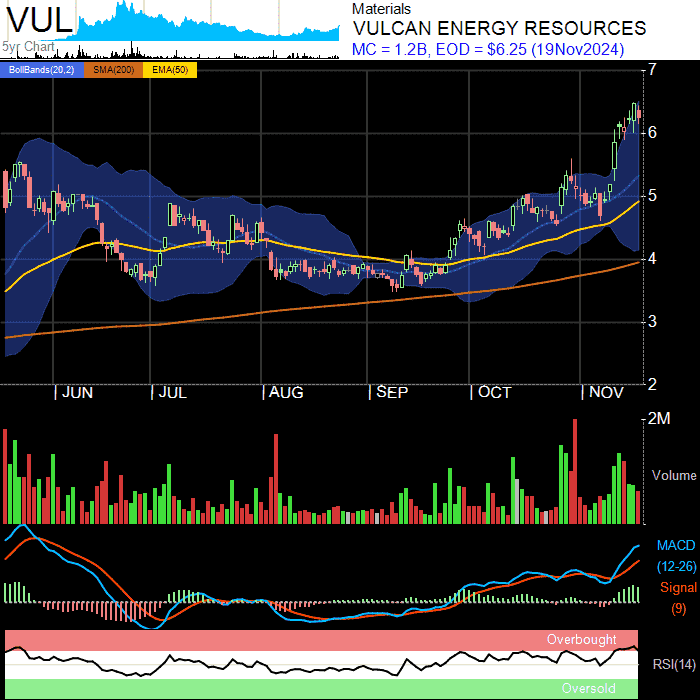 VUL
5yr Chart
Materials
VULCAN ENERGY RESOURCES
MC = 1.2B, EOD = $6.25 (19Nov2024)
BollBands(20,2) SMA(200) EMA(50)
7
6
5
4
3
2
JUN JUL AUG SEP OCT NOV
2M
Volume
MACD
(12-26)
Signal
(9)
Overbought
RSI(14)
Oversold